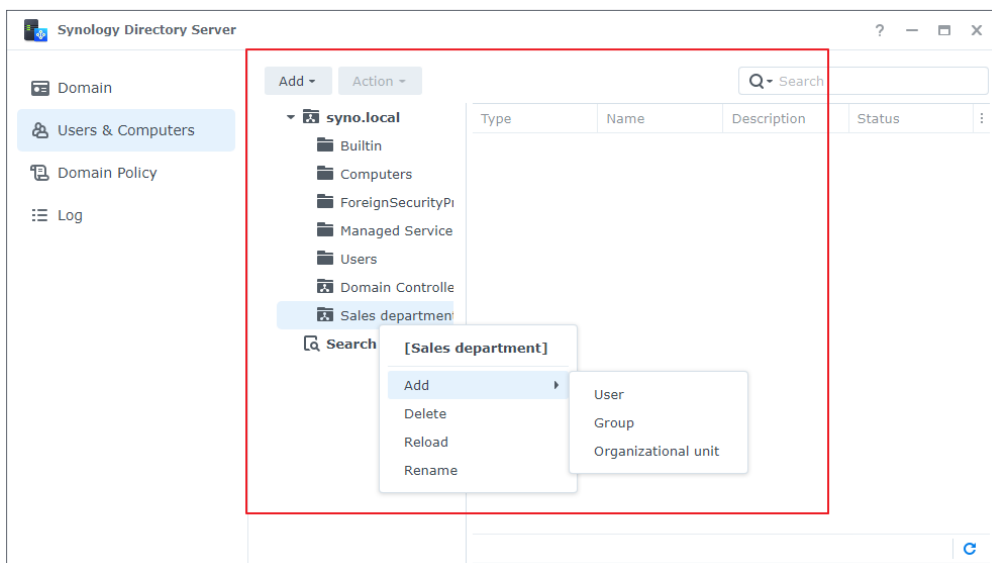 Synology Directory Server
?
Domain
Users & Computers
Domain Policy
Log
Add
Action
Search
syno.local
Builtin
Computers
ForeignSecurityPr
Managed Service
Users
Domain Controlle
Sales department
Search
Type Name Description Status
[Sales department]
Add
Delete
Reload
Rename
User
Group
Organizational unit